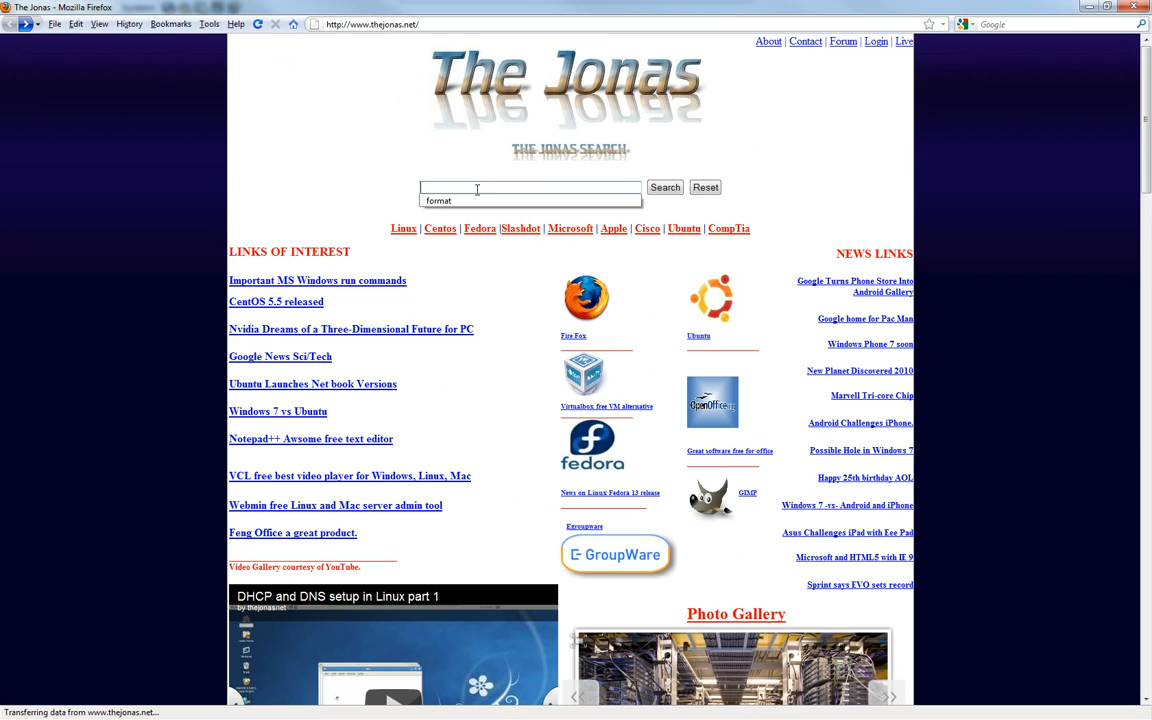 The Jonas - Mozilla Firefox
File Edit View History Bookmarks Tools Help
http://www.thejonas.net/
Google
About | Contact | Forum | Login | Live
The Jonas
THE JONAS SEARCH
Search Reset
format
Linux | Centos | Fedora |Slashdot | Microsoft | Apple | Cisco | Ubuntu | CompTia
LINKS OF INTEREST
Important MS Windows run commands
CentOS 5.5 released
Nvidia Dreams of a Three-Dimensional Future for PC
Google News Sci/Tech
Ubuntu Launches Net book Versions
Windows 7 vs Ubuntu
Notepad++ Awsome free text editor
VCL free best video player for Windows, Linux, Mac
Webmin free Linux and Mac server admin tool
Feng Office a great product.
Video Gallery courtesy of YouTube.
DHCP and DNS setup in Linux part 1
by thejonasnet
Fire Fox
Ubuntu
Virtualbox free VM alternative
OpenOffice.org
fedora
Great software free for office
News on Linux Fedora 13 release
GIMP
Egroupware
E-GroupWare
Photo Gallery
NEWS LINKS
Google Turns Phone Store Into
Android Gallery
Google home for Pac Man
Windows Phone 7 soon
New Planet Discovered 2010
Marvell Tri-core Chip
Android Challenges iPhone.
Possible Hole in Windows 7
Happy 25th birthday AOL
Windows 7 -vs- Android and iPhone
Asus Challenges iPad with Eee Pad
Microsoft and HTML5 with IE 9
Sprint says EVO sets record
Transferring data from www.thejonas.net...